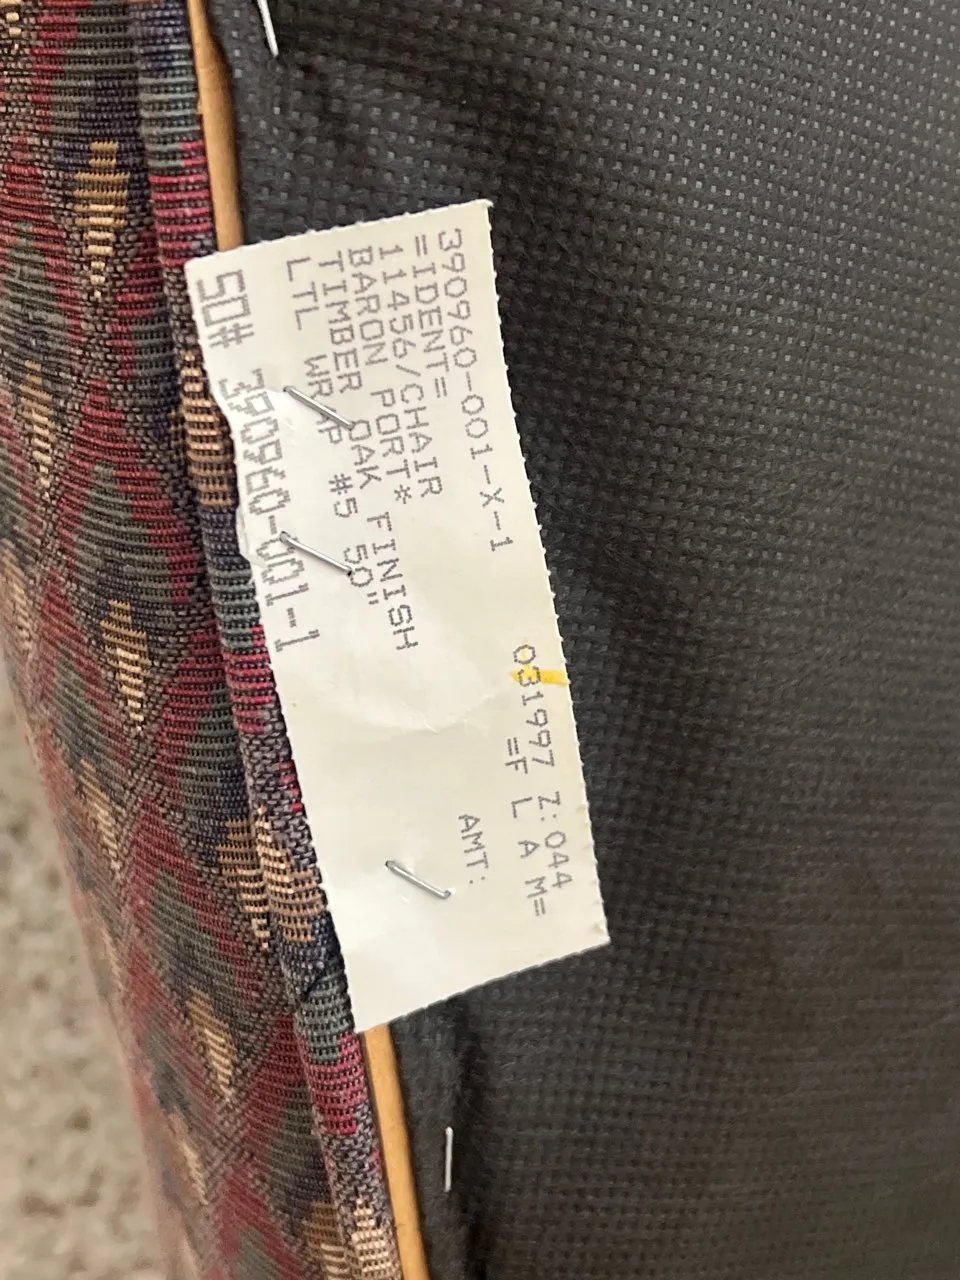 390960-001-X-1
031997 Z:044
=IDENT=
=F L A M=
11456/CHAIR
BARON PORT*
AMT:
TIMBER OAK FINISH
LTL WRAP #5 50"
50# 390960-001-1